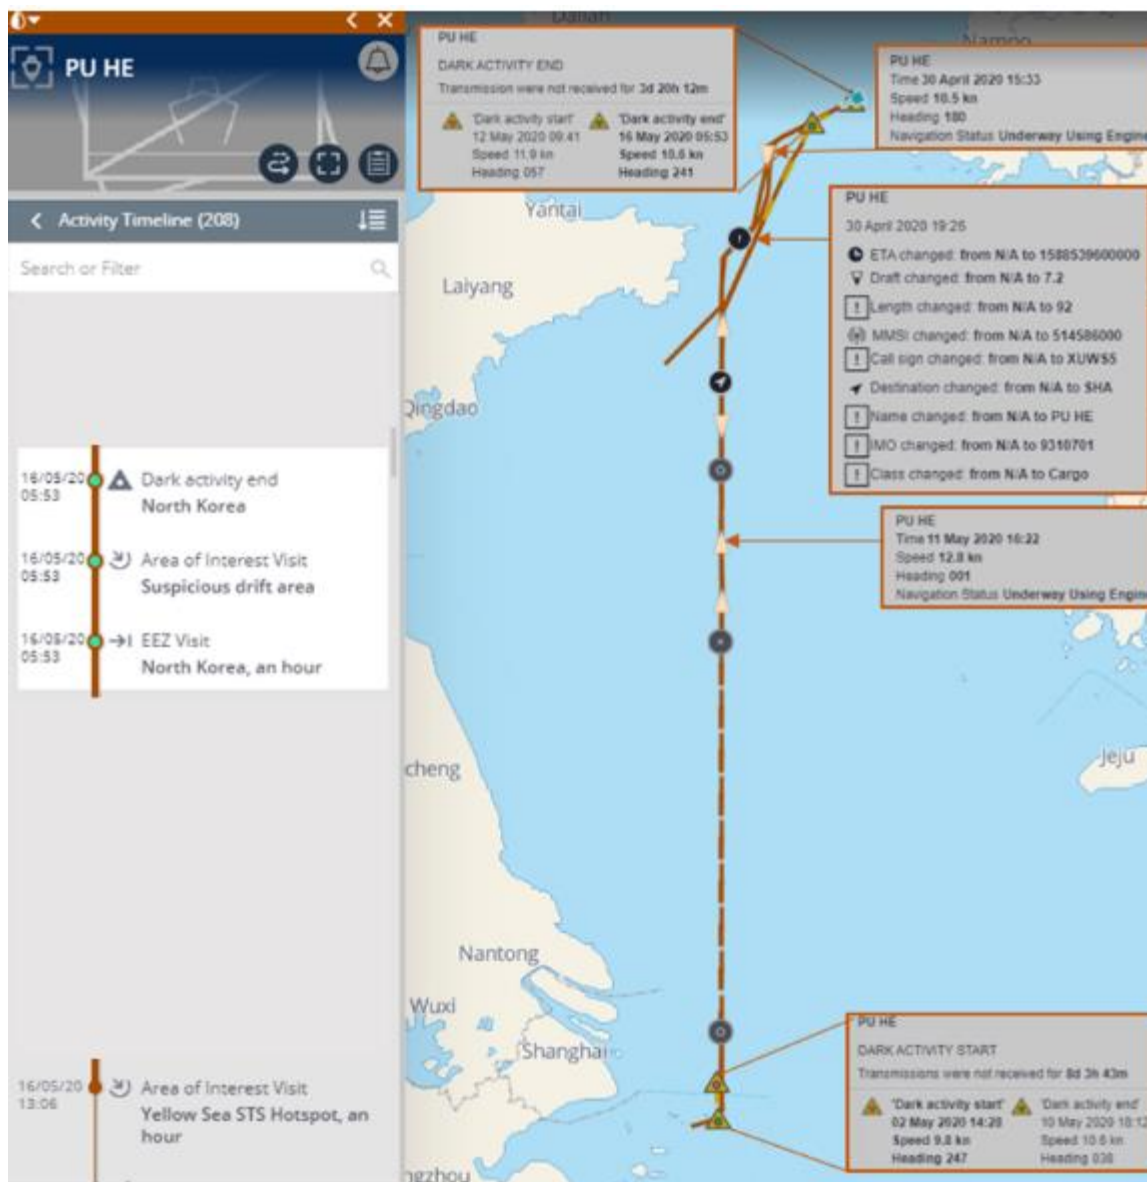 PU HE
Activity Timeline (208)
Search or Filter
16/05/20
05:53
Dark activity end
North Korea
16/05/20
05:53
Area of Interest Visit
Suspicious drift area
16/05/20
05:53
EEZ Visit
North Korea, an hour
16/05/20
13:06
Area of Interest Visit
Yellow Sea STS Hotspot, an
hour
Dalian
Nampo
PU HE
DARK ACTIVITY END
Transmission were not received for 3d 20h 12m
'Dark activity start'
12 May 2020 09:41
Speed 11.9 kn
Heading 057
'Dark activity end'
16 May 2020 05:53
Speed 10.6 kn
Heading 241
PU HE
Time 30 April 2020 15:33
Speed 10.5 kn
Heading 180
Navigation Status Underway Using Engine
Yantai
Laiyang
Qingdao
PU HE
30 April 2020 19:26
ETA changed: from N/A to 1588539600000
Draft changed: from N/A to 7.2
Length changed: from N/A to 92
MMSI changed: from N/A to 514586000
Call sign changed: from N/A to XUWS5
Destination changed: from N/A to SHA
Name changed: from N/A to PU HE
IMO changed: from N/A to 9310701
Class changed: from N/A to Cargo
PU HE
Time 11 May 2020 16:22
Speed 12.8 kn
Heading 001
Navigation Status Underway Using Engine
cheng
Jeju
Nantong
Wuxi
Shanghai
ngzhou
PU HE
DARK ACTIVITY START
Transmissions were not received for 8d 3h 43m
'Dark activity start'
02 May 2020 14:28
Speed 9.8 kn
Heading 247
'Dark activity end'
10 May 2020 18:12
Speed 10.6 kn
Heading 038